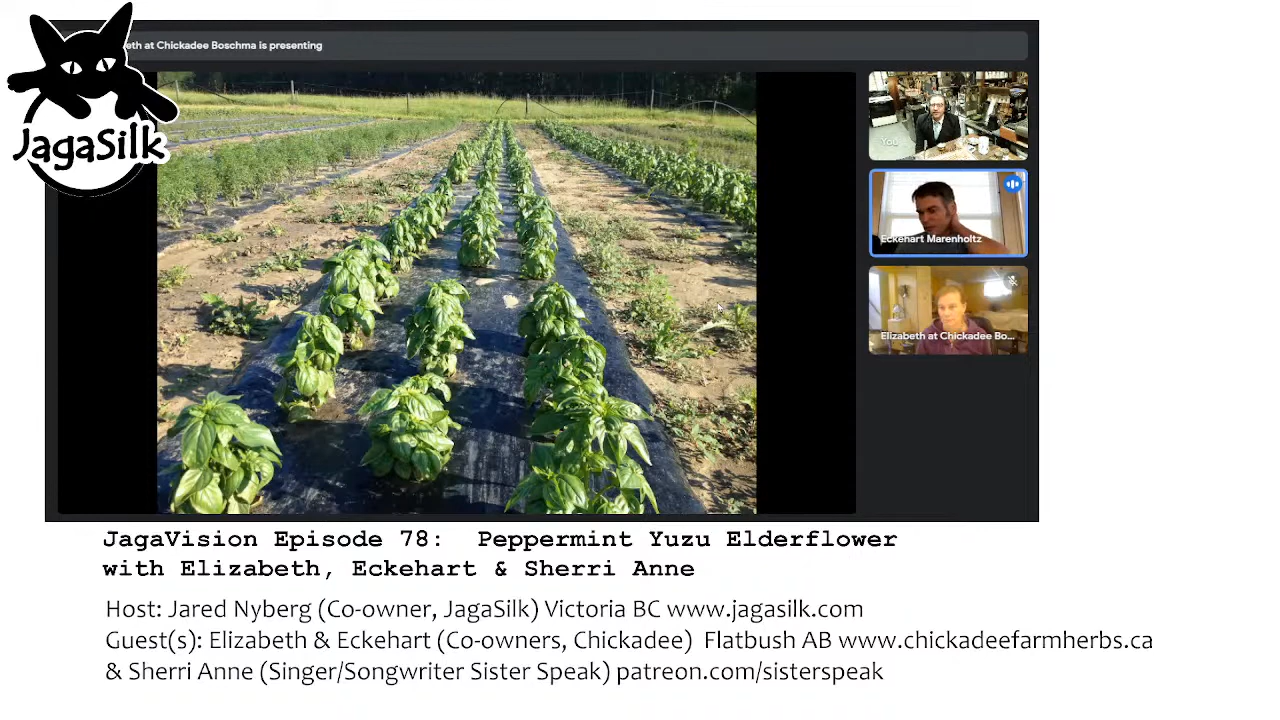 JagaSilk
eth at Chickadee Boschma is presenting
You
Eckehart Marenholtz
Elizabeth at Chickadee Bo...
JagaVision Episode 78: Peppermint Yuzu Elderflower
with Elizabeth, Eckehart & Sherri Anne
Host: Jared Nyberg (Co-owner, JagaSilk) Victoria BC www.jagasilk.com
Guest(s): Elizabeth & Eckehart (Co-owners, Chickadee) Flatbush AB www.chickadeefarmherbs.ca
& Sherri Anne (Singer/Songwriter Sister Speak) patreon.com/sisterspeak